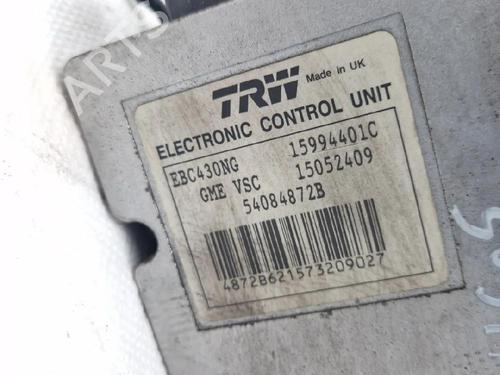 TRW Made in UK
ELECTRONIC CONTROL UNIT
EBC430NG 15994401C
GME VSC 15052409
54084872B
4872B621573209027